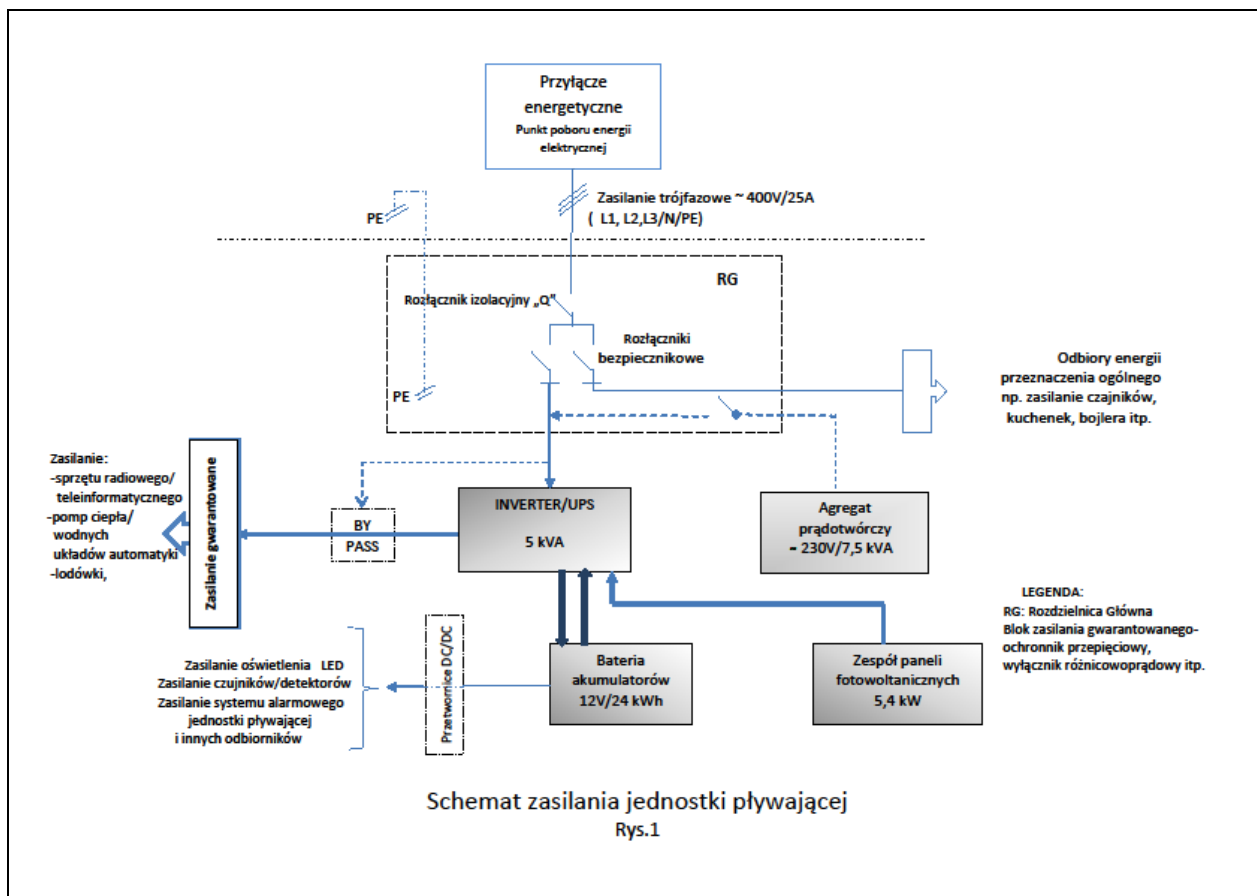 Przyłącze
energetyczne
Punkt poboru energii
elektrycznej
Zasilanie trójfazowe ~ 400V/25A
( L1, L2,L3/N/PE)
PE
RG
Rozłącznik izolacyjny „Q”
Rozłączniki
bezpiecznikowe
PE
Odbiory energii
przeznaczenia ogólnego
np. zasilanie czajników,
kuchenek, bojlera itp.
Zasilanie:
-sprzętu radiowego/
teleinformatycznego
-pomp ciepła/
wodnych
układów automatyki
-lodówki,
Zasilanie gwarantowane
BY
PASS
INVERTER/UPS
5 kVA
Agregat
prądotwórczy
~ 230V/7,5 kVA
LEGENDA:
RG: Rozdzielnica Główna
Blok zasilania gwarantowanego-
ochronnik przepięciowy,
wyłącznik różnicowoprądowy itp.
Zasilanie oświetlenia LED
Zasilanie czujników/detektorów
Zasilanie systemu alarmowego
jednostki pływającej
i innych odbiorników
Przetwornice DC/DC
Bateria
akumulatorów
12V/24 kWh
Zespół paneli
fotowoltanicznych
5,4 kW
Schemat zasilania jednostki pływającej
Rys.1